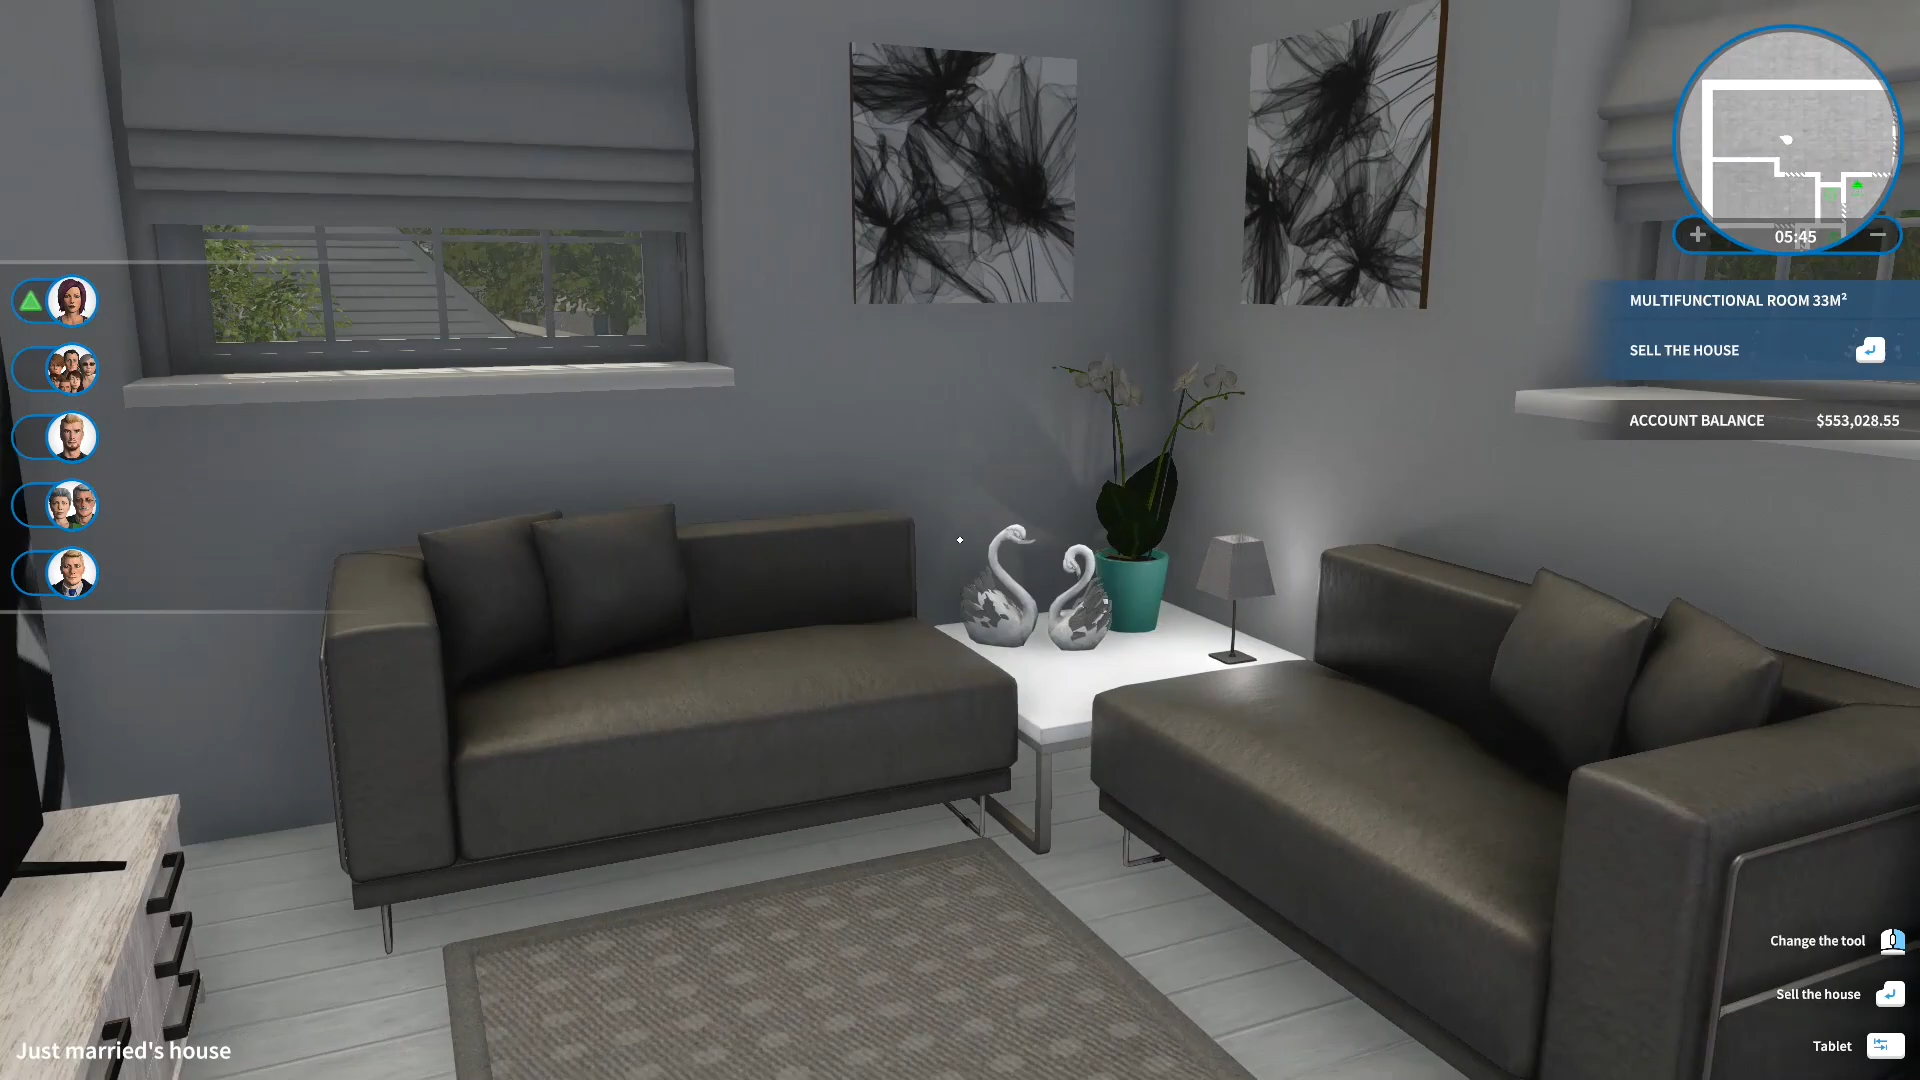 05:45
MULTIFUNCTIONAL ROOM 33M²
SELL THE HOUSE
ACCOUNT BALANCE $553,028.55
Change the tool
Sell the house
Tablet
Just married's house